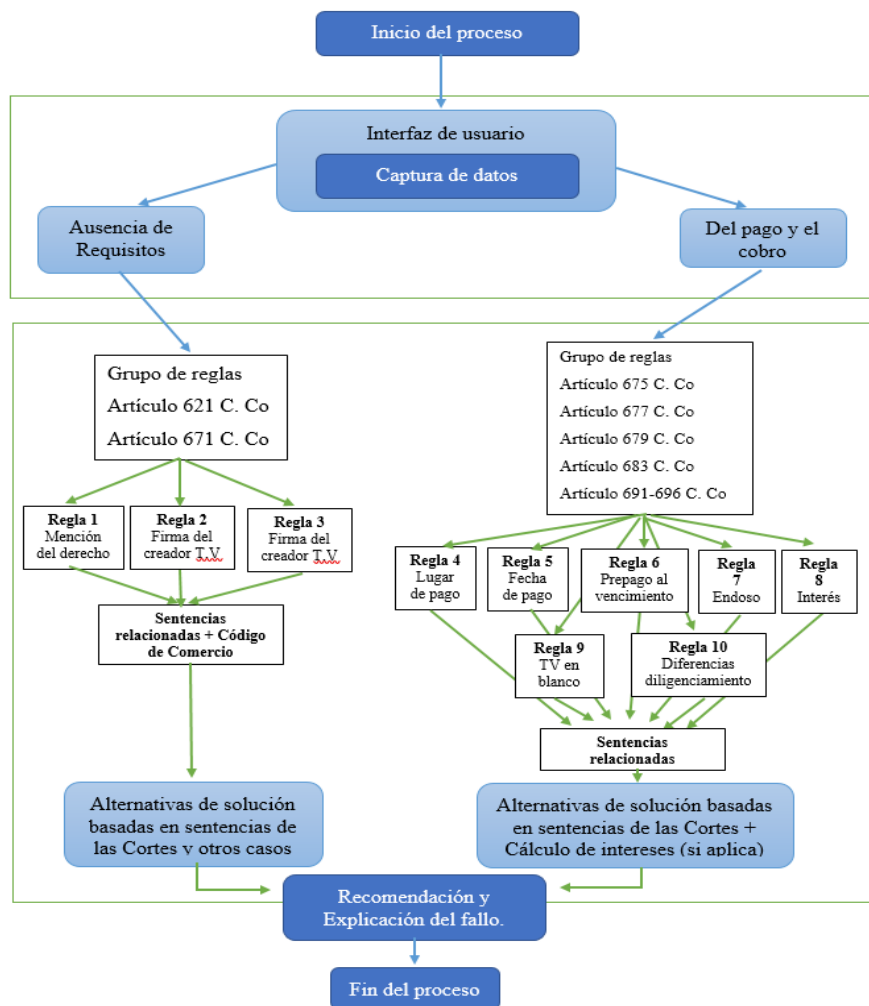 Inicio del proceso
Interfaz de usuario
Captura de datos
Ausencia de
Requisitos
Del pago y el
cobro
Grupo de reglas
Artículo 621 C. Co
Artículo 671 C. Co
Grupo de reglas
Artículo 675 C. Co
Artículo 677 C. Co
Artículo 679 C. Co
Artículo 683 C. Co
Artículo 691-696 C. Co
Regla 1
Mención
del derecho
Regla 2
Firma del
creador T.V
Regla 3
Firma del
creador T.V
Regla 4
Lugar
de pago
Regla 5
Fecha
de pago
Regla 6
Prepago al
vencimiento
Regla
7
Endoso
Regla
8
Interés
Regla 9
TV en
blanco
Regla 10
Diferencias
diligenciamiento
Sentencias
relacionadas + Código
de Comercio
Sentencias
relacionadas
Alternativas de solución
basadas en sentencias de
las Cortes y otros casos
Alternativas de solución basadas
en sentencias de las Cortes +
Cálculo de intereses (si aplica)
Recomendación y
Explicación del fallo.
Fin del proceso